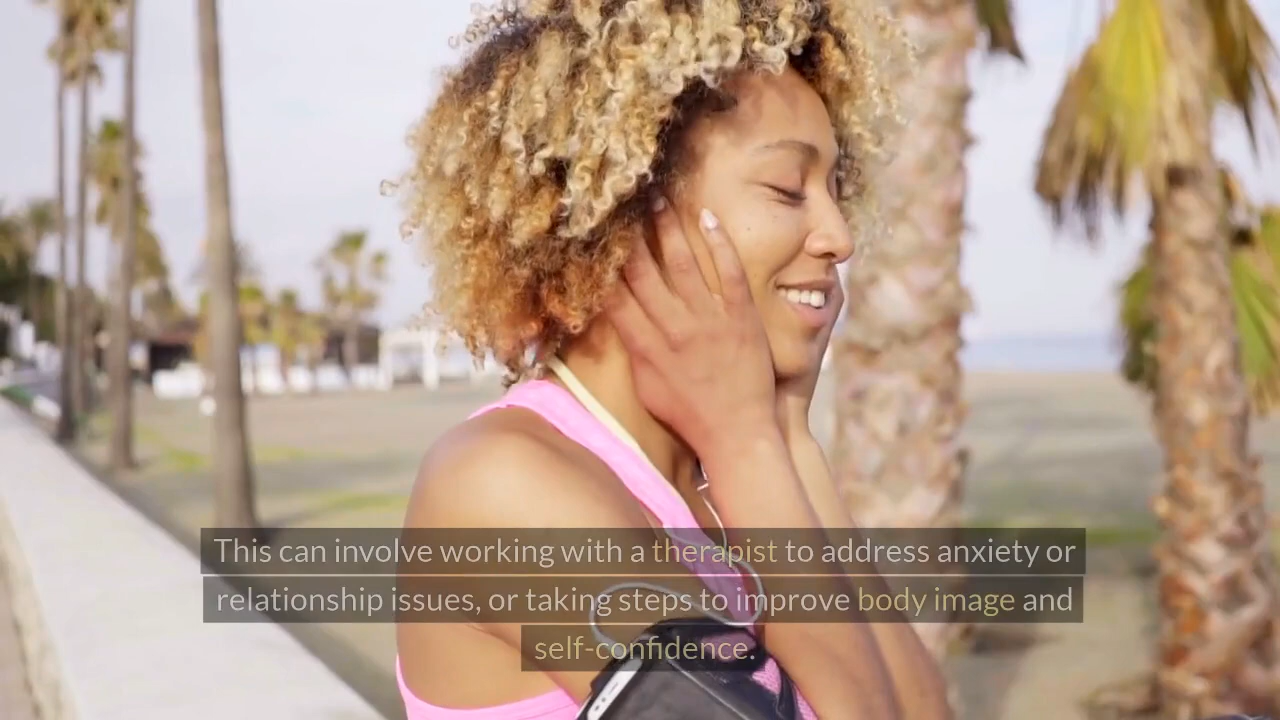 This can involve working with a therapist to address anxiety or
relationship issues, or taking steps to improve body image and
self-confidence.